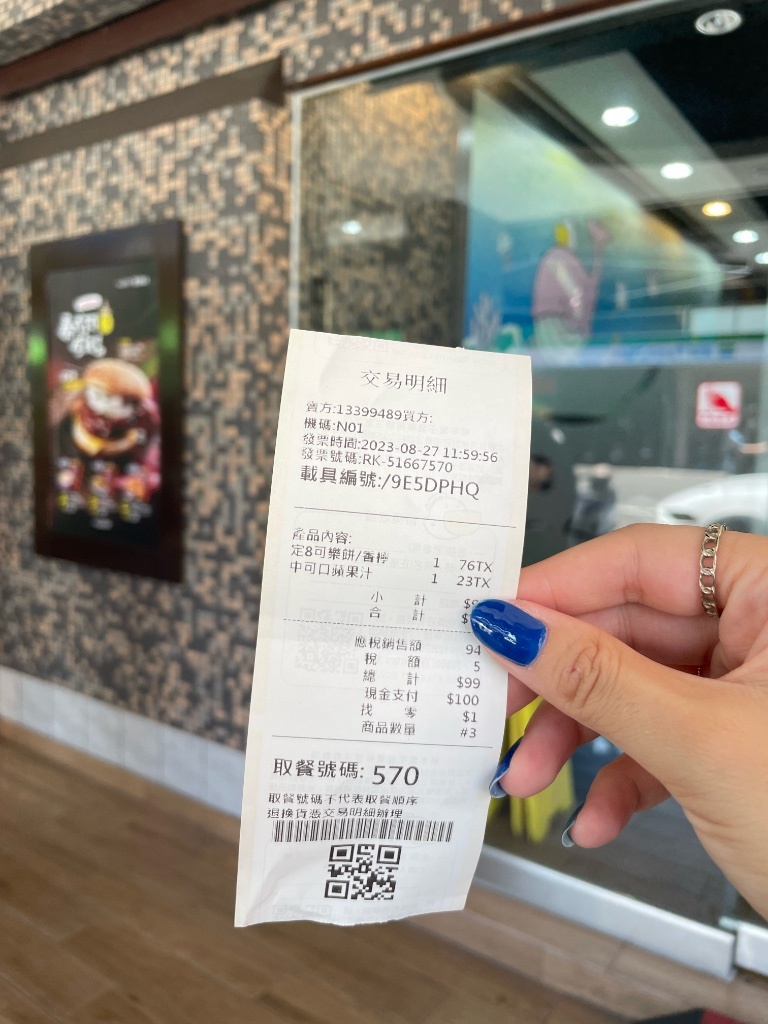 交易明細
賣方:13399489買方:
機碼:N01
發票時間:2023-08-27 11:59:56
發票號碼:RK-51667570
載具編號:/9E5DPHQ
產品內容:
定8可樂餅/香檸 1 76TX
中可口蘋果汁 1 23TX
小 計
合 計
應稅銷售額 94
稅 額 5
總 計 $99
現金支付 $100
找 零 $1
商品數量 #3
取餐號碼: 570
取餐號碼不代表取餐順序
退換貨憑交易明細辦理